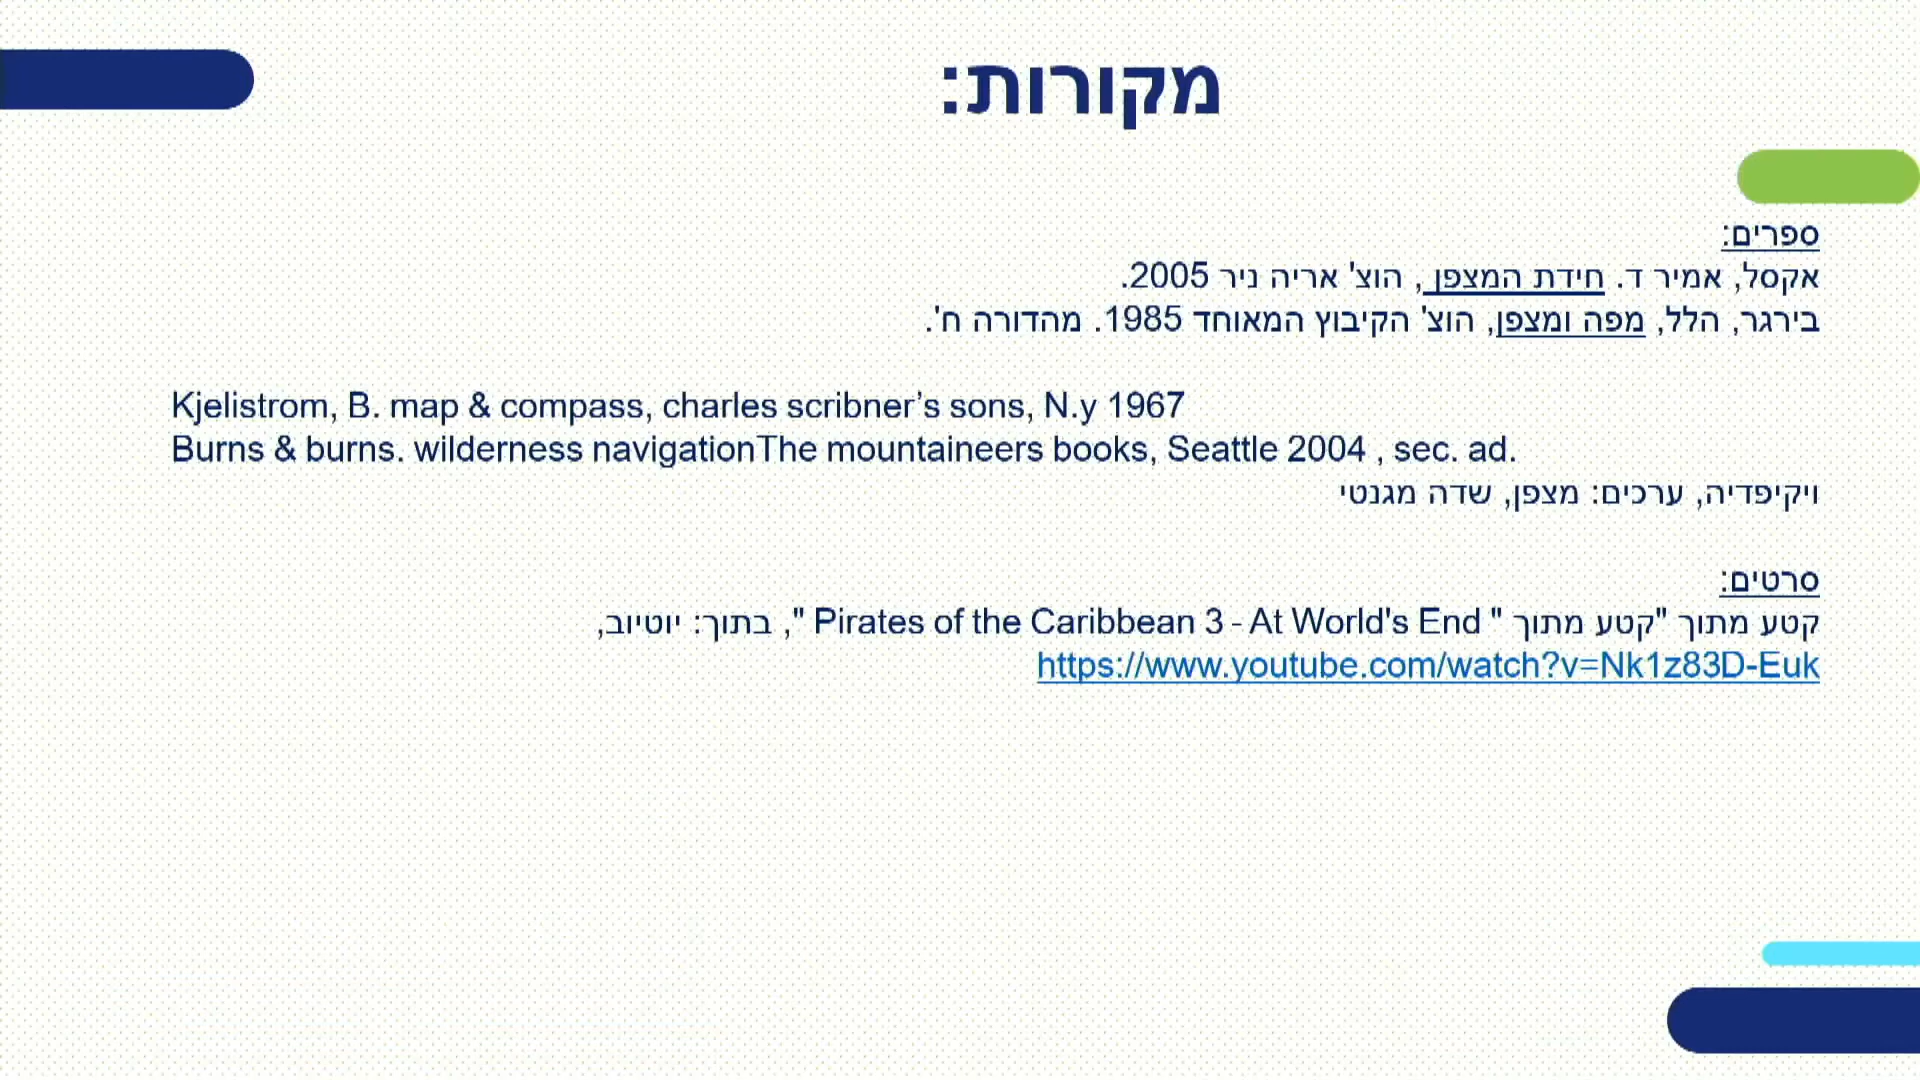 מקורות:
ספרים:
אקסל, אמיר ד. חידת המצפן , הוצ' אריה ניר 2005.
בירגר, הלל, מפה ומצפן, הוצ' הקיבוץ המאוחד 1985. מהדורה ח'.
Kjelistrom, B. map & compass, charles scribner’s sons, N.y 1967
Burns & burns. wilderness navigationThe mountaineers books, Seattle 2004 , sec. ad.
ויקיפדיה, ערכים: מצפן, שדה מגנטי
סרטים:
קטע מתוך "קטע מתוך " Pirates of the Caribbean 3 - At World's End ", בתוך: יוטיוב,
https://www.youtube.com/watch?v=Nk1z83D-Euk